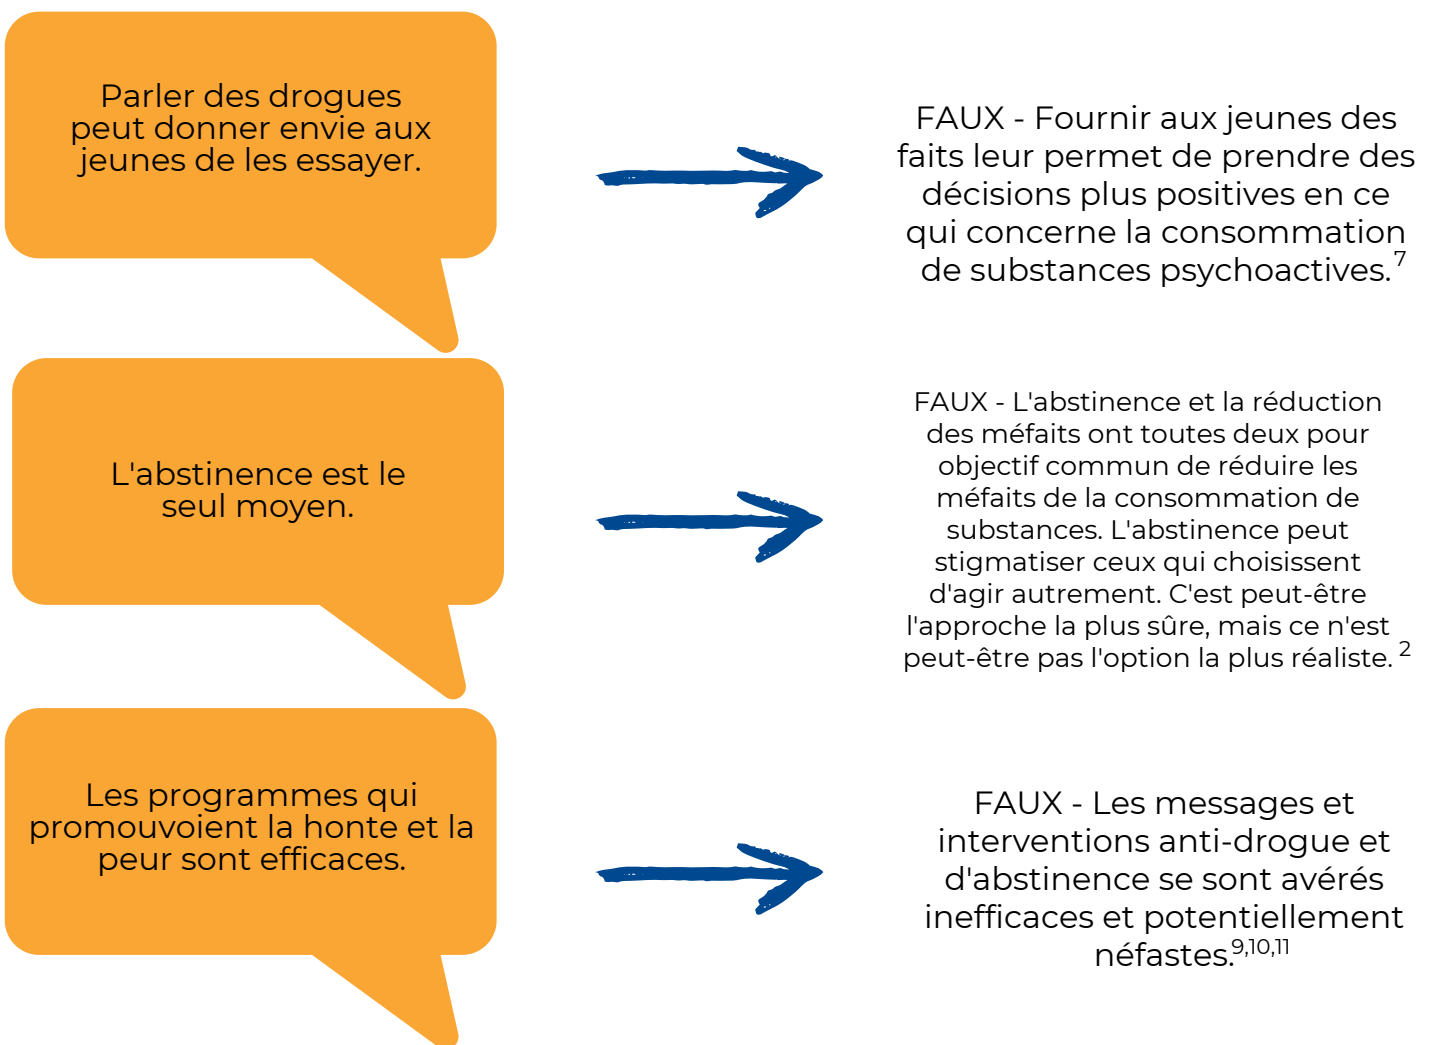 Parler des drogues
peut donner envie aux
jeunes de les essayer.
FAUX - Fournir aux jeunes des
faits leur permet de prendre des
décisions plus positives en ce
qui concerne la consommation
de substances psychoactives.7
L'abstinence est le
seul moyen.
FAUX - L'abstinence et la réduction
des méfaits ont toutes deux pour
objectif commun de réduire les
méfaits de la consommation de
substances. L'abstinence peut
stigmatiser ceux qui choisissent
d'agir autrement. C'est peut-être
l'approche la plus sûre, mais ce n'est
peut-être pas l'option la plus réaliste. 2
Les programmes qui
promouvoient la honte et la
peur sont efficaces.
FAUX - Les messages et
interventions anti-drogue et
d'abstinence se sont avérés
inefficaces et potentiellement
néfastes.9,10,11